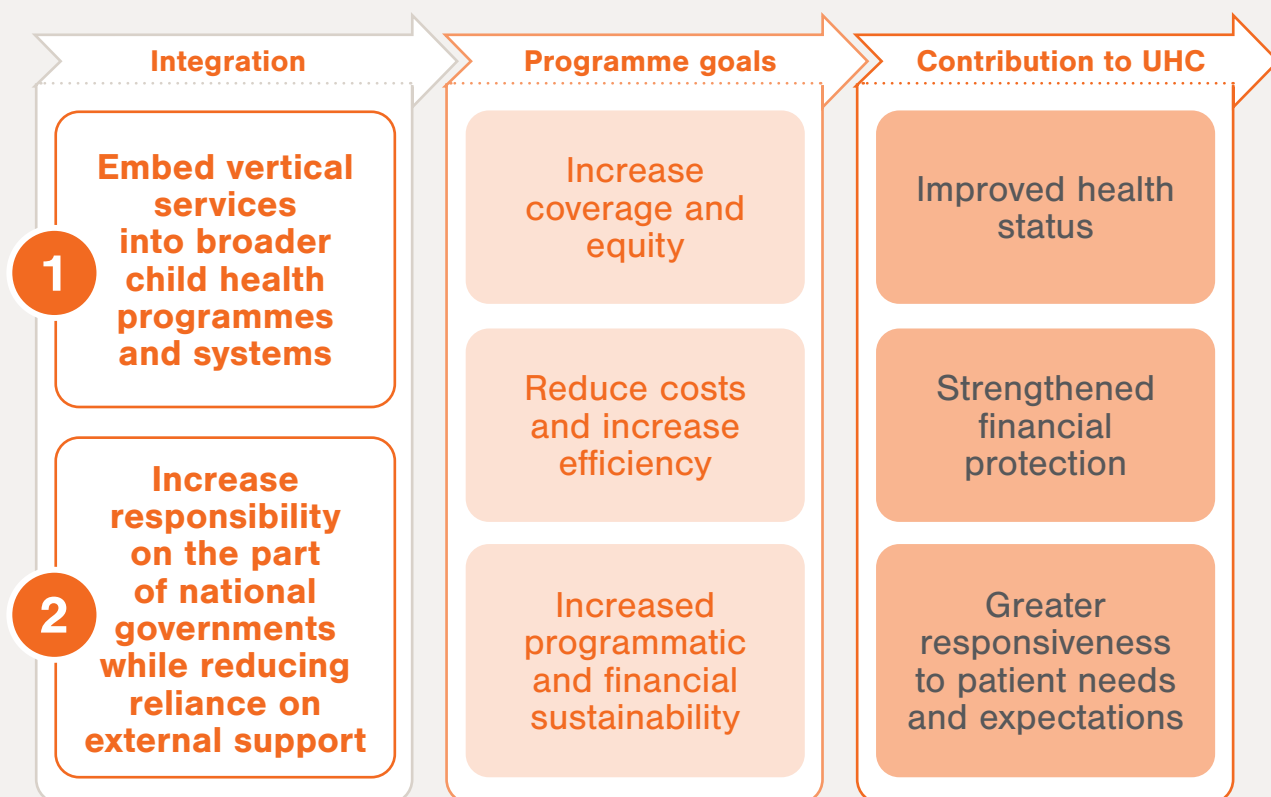 Integration
Programme goals
Contribution to UHC
1
Embed vertical
services
into broader
child health
programmes
and systems
2
Increase
responsibility
on the part
of national
governments
while reducing
reliance on
external support
Increase
coverage and
equity
Reduce costs
and increase
efficiency
Increased
programmatic
and financial
sustainability
Improved health
status
Strengthened
financial
protection
Greater
responsiveness
to patient needs
and expectations